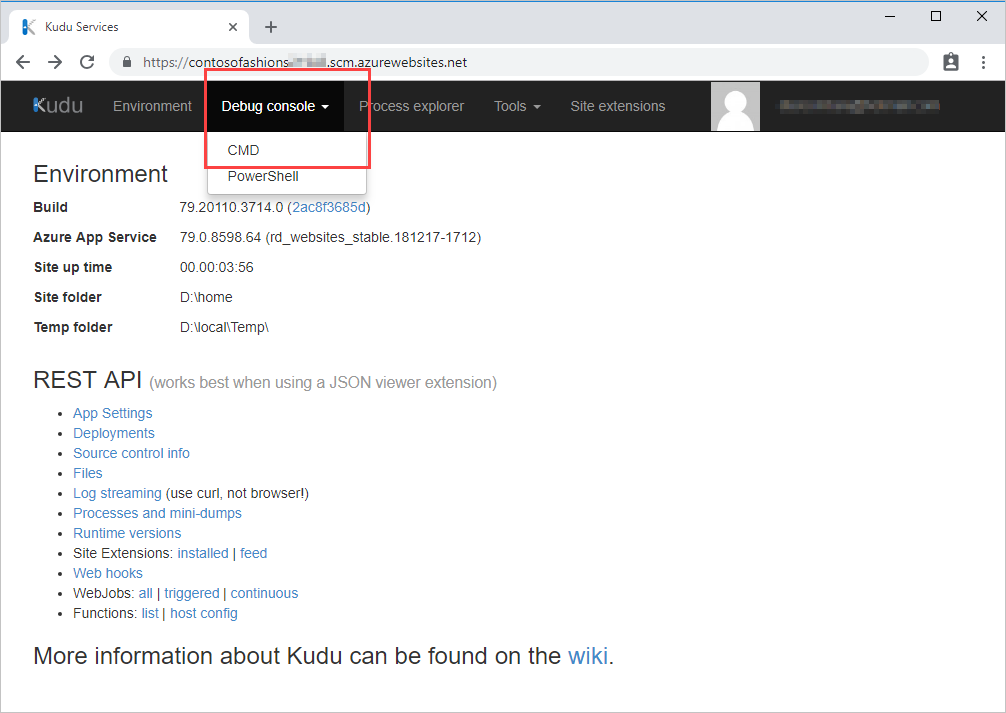 Kudu Services
https://contosofashions .scm.azurewebsites.net
Kudu Environment Debug console Process explorer Tools Site extensions
CMD
PowerShell
Environment
Build 79.20110.3714.0 (2ac8f3685d)
Azure App Service 79.0.8598.64 (rd_websites_stable.181217-1712)
Site up time 00.00:03:56
Site folder D:\home
Temp folder D:\local\Temp\
REST API (works best when using a JSON viewer extension)
• App Settings
• Deployments
• Source control info
• Files
• Log streaming (use curl, not browser!)
• Processes and mini-dumps
• Runtime versions
• Site Extensions: installed | feed
• Web hooks
• WebJobs: all | triggered | continuous
• Functions: list | host config
More information about Kudu can be found on the wiki.